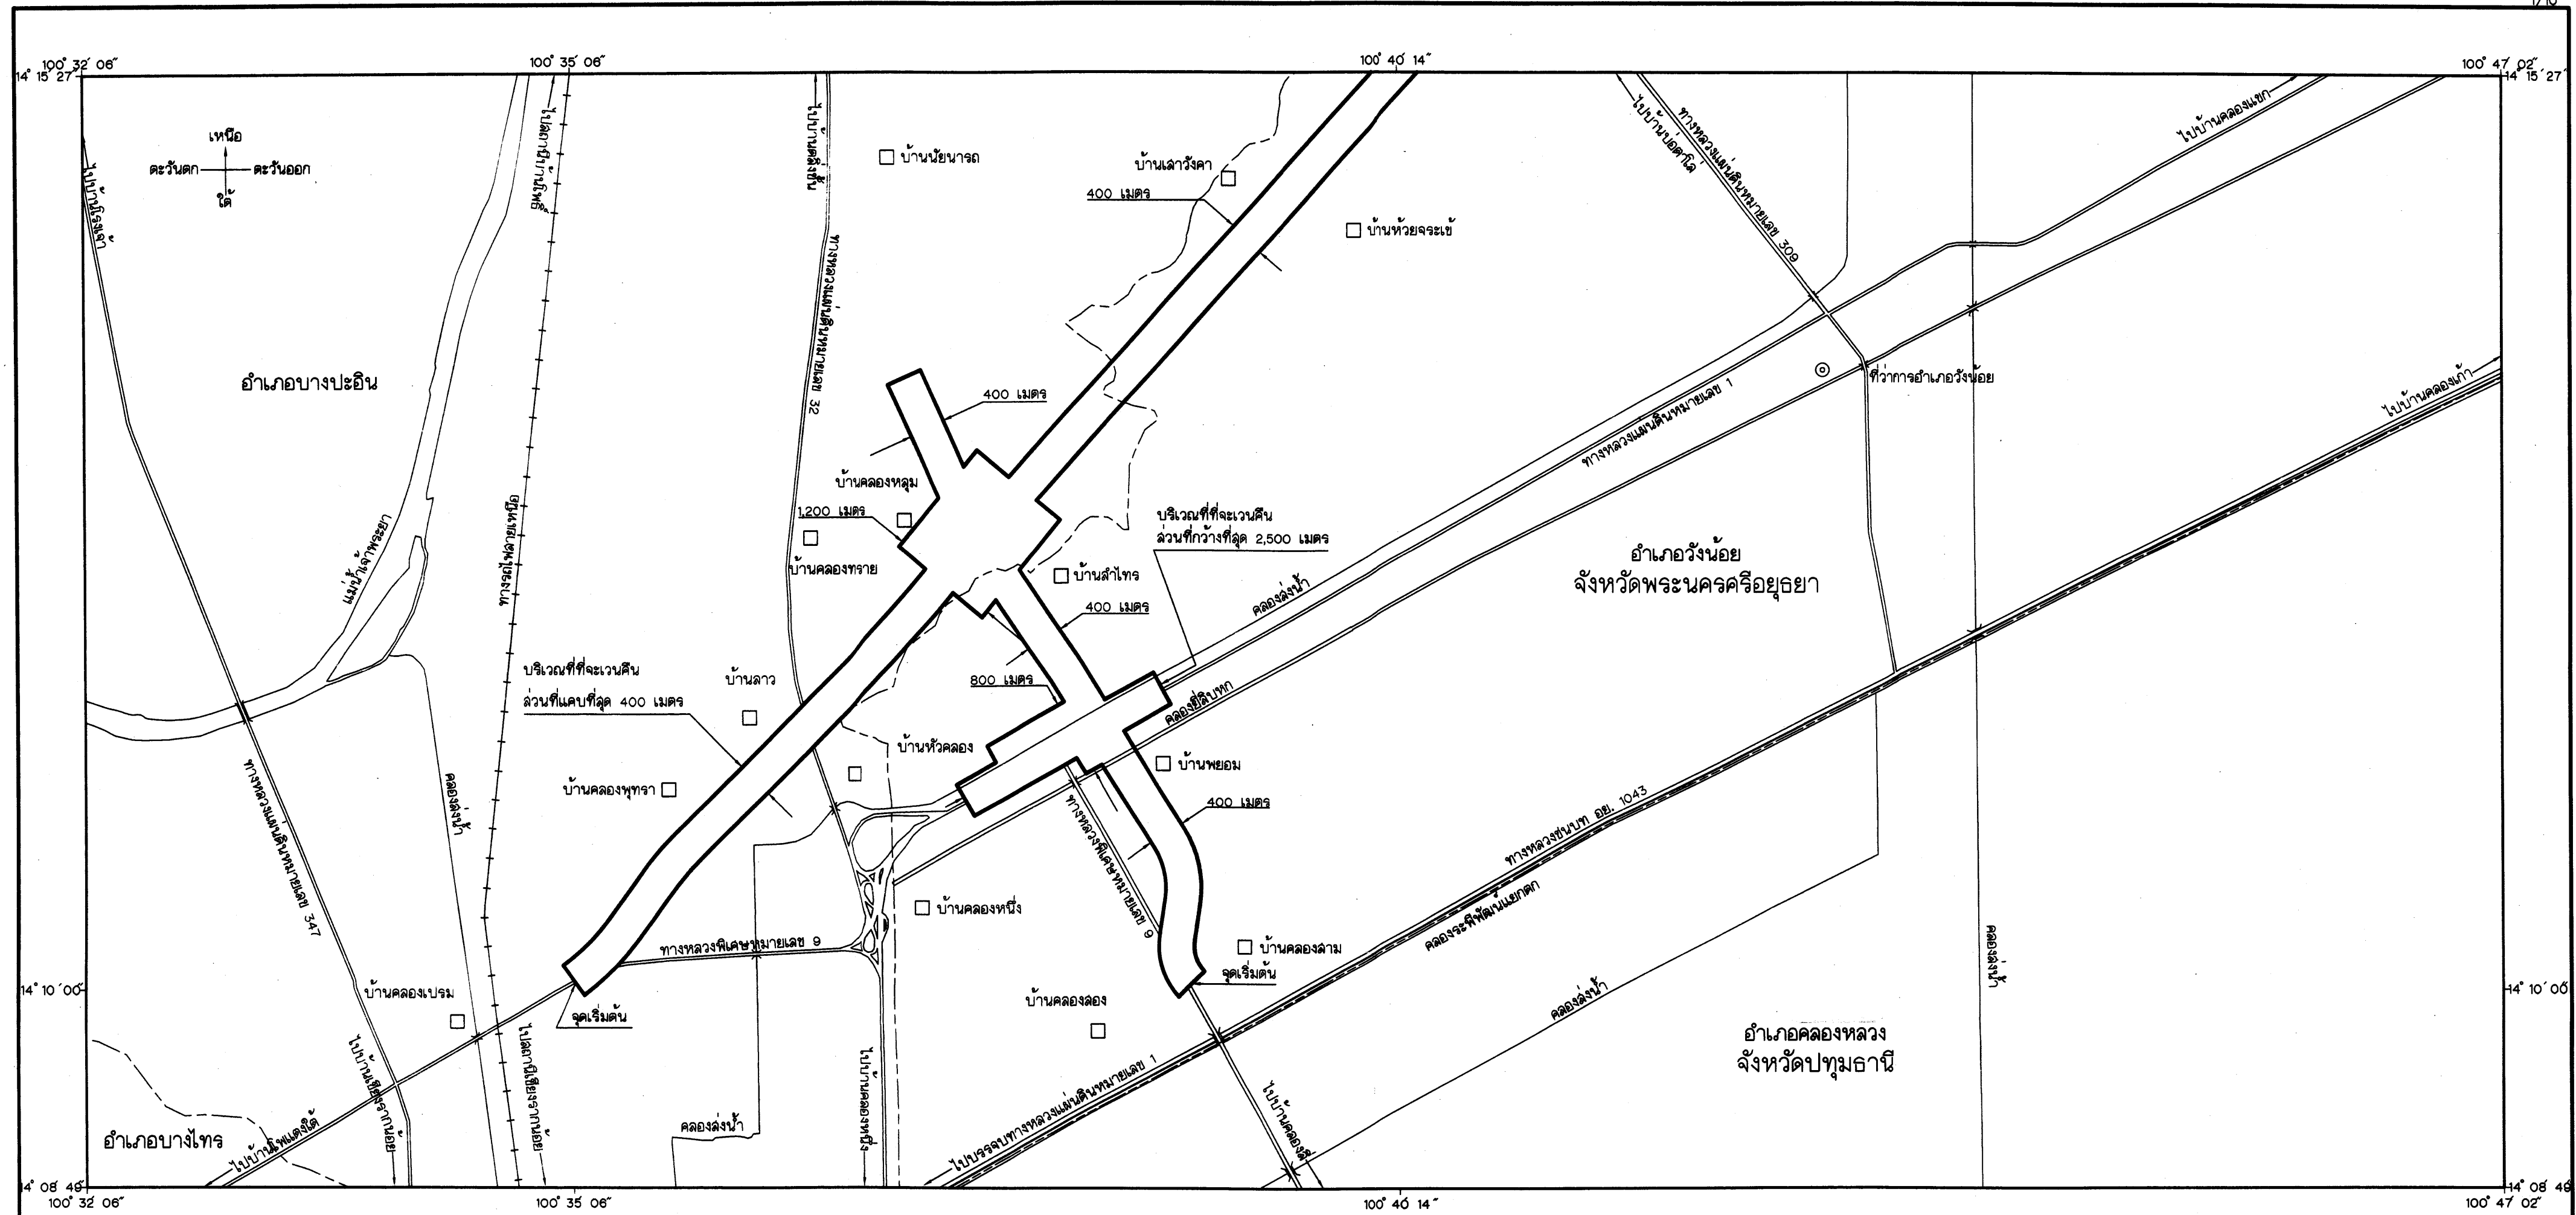 1/10
100° 32′ 06″
100° 35′ 06″
100° 40′ 14″
100° 47′ 02″
14° 15′ 27″
14° 15′ 27″
เหนือ
ตะวันตก
ตะวันออก
ใต้
ไปบ้านโรงเจ้า
ไปสถานีบ้านโพธิ์
บ้านนัยนารถ
บ้านเลาวังคา
400 เมตร
บ้านห้วยจระเข้
ไปบ้านบ่อตาโล่
ทางหลวงแผ่นดินหมายเลข 309
ไปบ้านคลองแขก
ทางหลวงแผ่นดินหมายเลข 32
อำเภอบางปะอิน
400 เมตร
ที่ว่าการอำเภอวังน้อย
ทางหลวงแผ่นดินหมายเลข 1
ไปบ้านคลองเก้า
แม่น้ำเจ้าพระยา
ทางรถไฟสายเหนือ
บ้านคลองหลุม
1,200 เมตร
บ้านคลองทราย
บริเวณที่ที่จะเวนคืน
ส่วนที่กว้างที่สุด 2,500 เมตร
บ้านลำไทร
400 เมตร
คลองส่งน้ำ
อำเภอวังน้อย
จังหวัดพระนครศรีอยุธยา
บริเวณที่ที่จะเวนคืน
ส่วนที่แคบที่สุด 400 เมตร
บ้านลาว
800 เมตร
คลองยี่สิบหก
บ้านหัวคลอง
บ้านคลองพุทรา
บ้านพยอม
400 เมตร
คลองส่งน้ำ
ทางหลวงแผ่นดินหมายเลข 347
ทางหลวงพิเศษหมายเลข 9
ทางหลวงชนบท อย. 1043
คลองระพีพัฒน์แยกตก
บ้านคลองหนึ่ง
ทางหลวงพิเศษหมายเลข 9
บ้านคลองสาม
จุดเริ่มต้น
คลองส่งน้ำ
14° 10′ 00″
14° 10′ 00″
บ้านคลองเปรม
จุดเริ่มต้น
บ้านคลองสอง
คลองส่งน้ำ
อำเภอคลองหลวง
จังหวัดปทุมธานี
ไปบ้านเชียงรากน้อย
ไปสถานีเชียงรากน้อย
ไปบ้านคลองหนึ่ง
ไปบรรจบทางหลวงแผ่นดินหมายเลข 1
อำเภอบางไทร
ไปบ้านโพแตงใต้
คลองส่งน้ำ
14° 08′ 49″
14° 08′ 49″
100° 32′ 06″
100° 35′ 06″
100° 40′ 14″
100° 47′ 02″